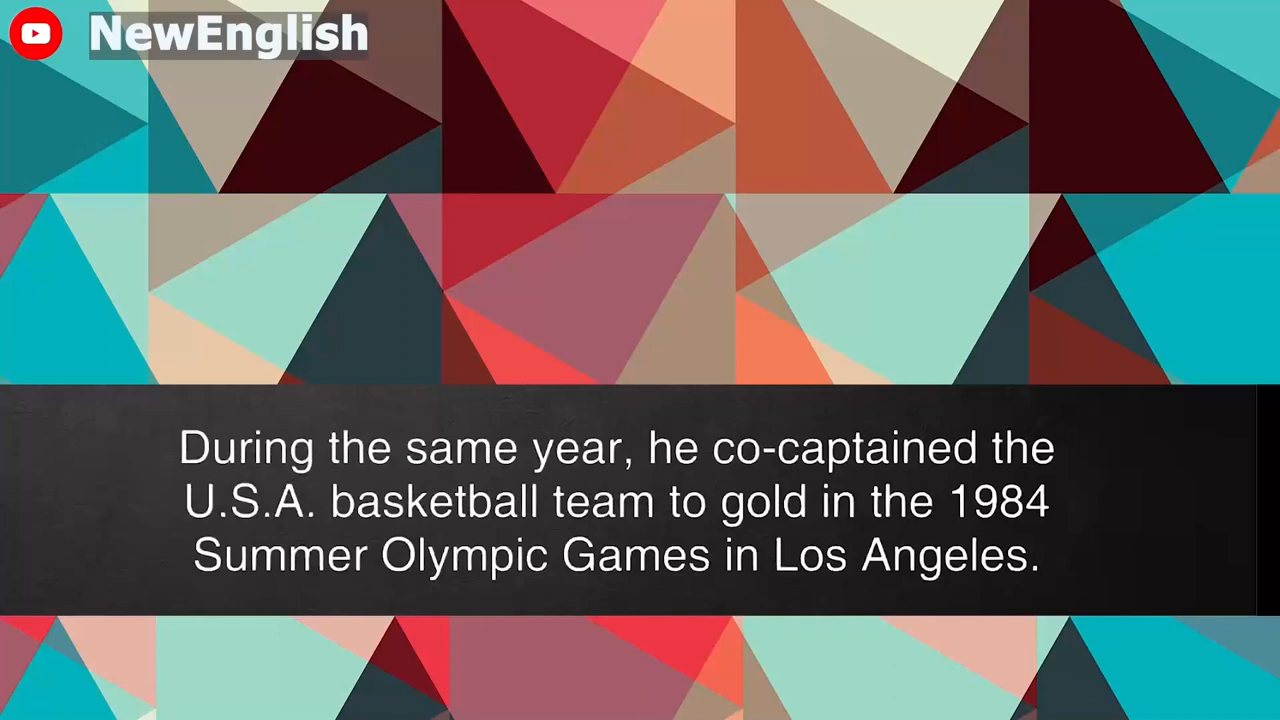 NewEnglish
During the same year, he co-captained the
U.S.A. basketball team to gold in the 1984
Summer Olympic Games in Los Angeles.